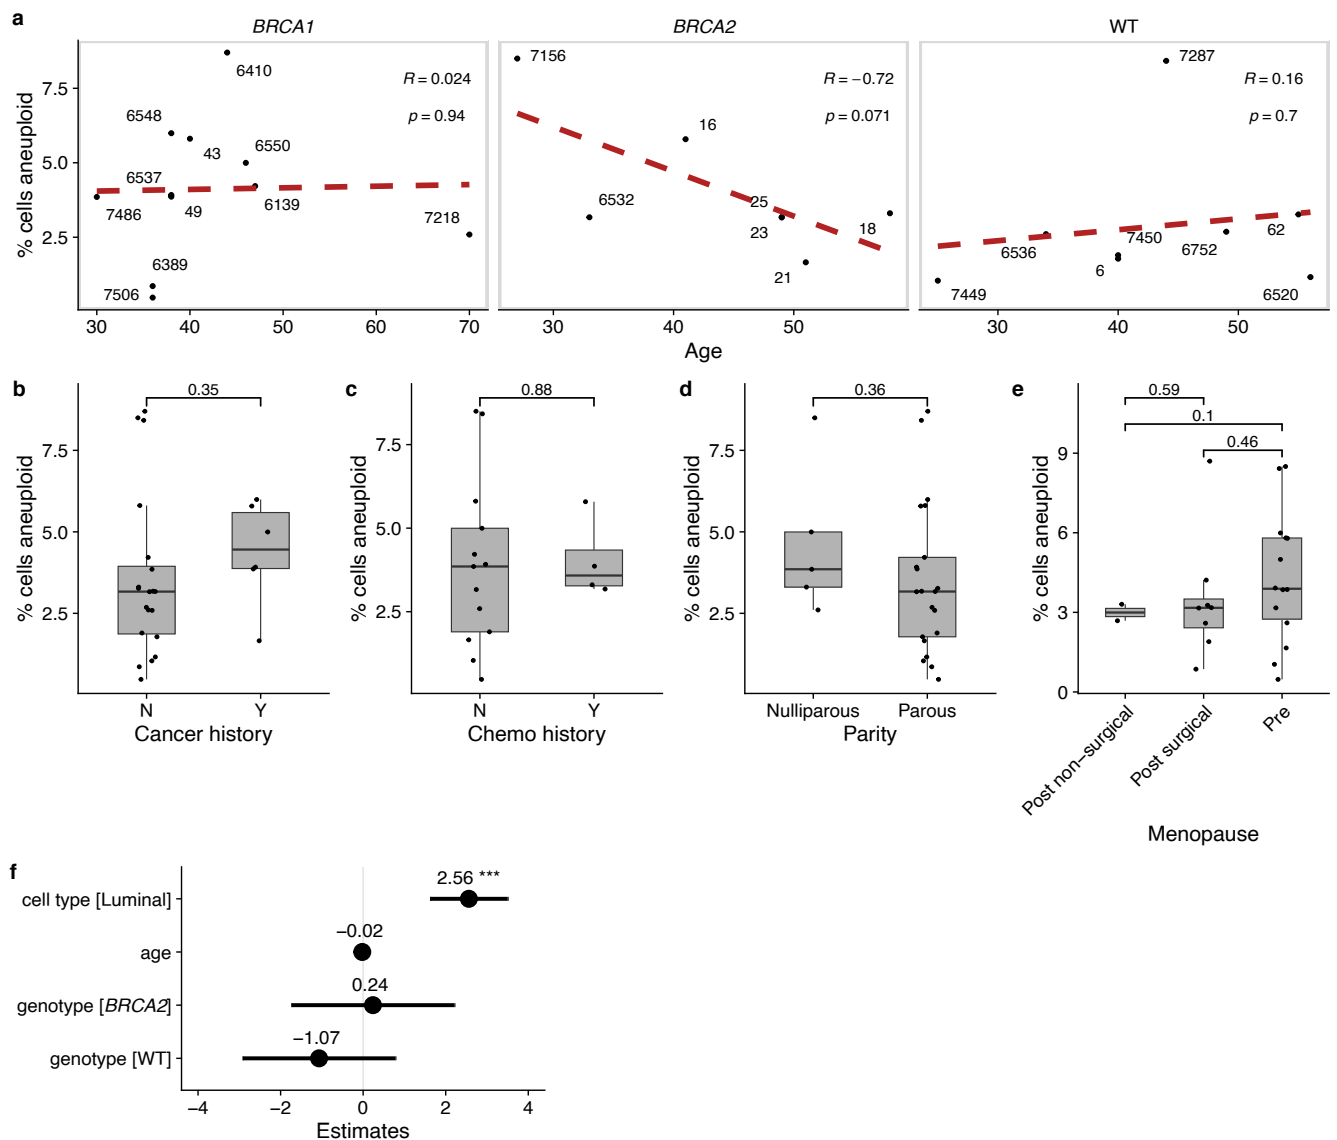 a
BRCA1
BRCA2
WT
% cells aneuploid
7.5
5.0
2.5
6410
R = 0.024
p = 0.94
6548
43
6550
6537
7486
49
6139
7218
6389
7506
30
40
50
60
70
7156
R = −0.72
p = 0.071
16
6532
25
23
18
21
30
40
50
7287
R = 0.16
p = 0.7
6536
7450
6
6752
62
7449
6520
30
40
50
Age
b
0.35
% cells aneuploid
7.5
5.0
2.5
N
Y
Cancer history
c
0.88
% cells aneuploid
7.5
5.0
2.5
N
Y
Chemo history
d
0.36
% cells aneuploid
7.5
5.0
2.5
Nulliparous
Parous
Parity
e
0.59
0.1
0.46
% cells aneuploid
9
6
3
0
Post non−surgical
Post surgical
Pre
Menopause
f
cell type [Luminal]
2.56 ***
age
−0.02
genotype [BRCA2]
0.24
genotype [WT]
−1.07
−4
−2
0
2
4
Estimates